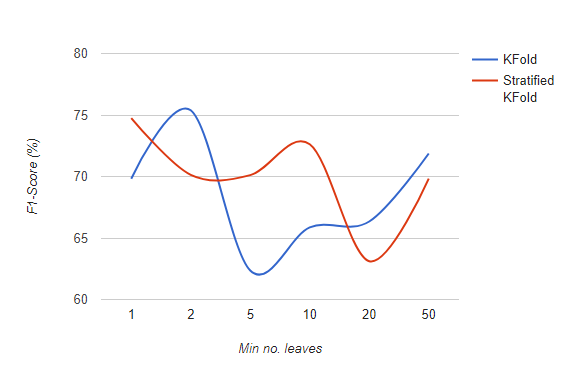 80
75
70
65
60
F1-Score (%)
1 2 5 10 20 50
Min no. leaves
KFold
Stratified
KFold